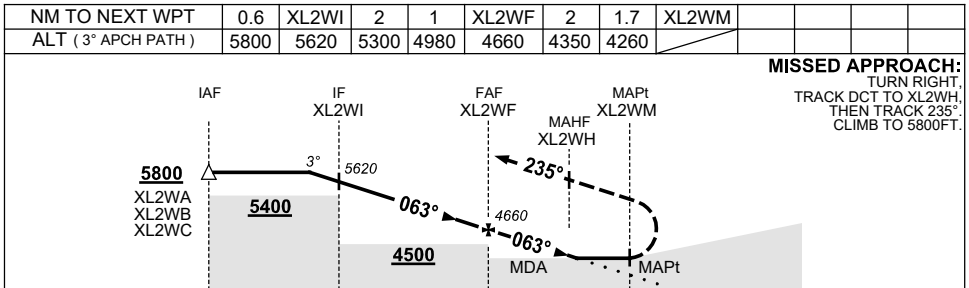 NM TO NEXT WPT 0.6 XL2WI 2 1 XL2WF 2 1.7 XL2WM
ALT ( 3° APCH PATH ) 5800 5620 5300 4980 4660 4350 4260
MISSED APPROACH:
TURN RIGHT,
TRACK DCT TO XL2WH,
THEN TRACK 235°.
CLIMB TO 5800FT.
IAF
IF
XL2WI
FAF
XL2WF
MAHF
XL2WH
MAPt
XL2WM
5800
XL2WA
XL2WB
XL2WC
3°
5620
235°
5400
063°
4660
063°
4500
MDA
MAPt